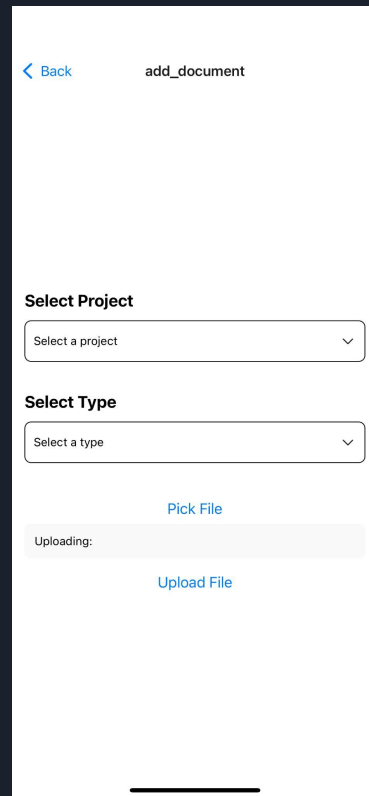 Back
add_document
Select Project
Select a project
Select Type
Select a type
Pick File
Uploading:
Upload File